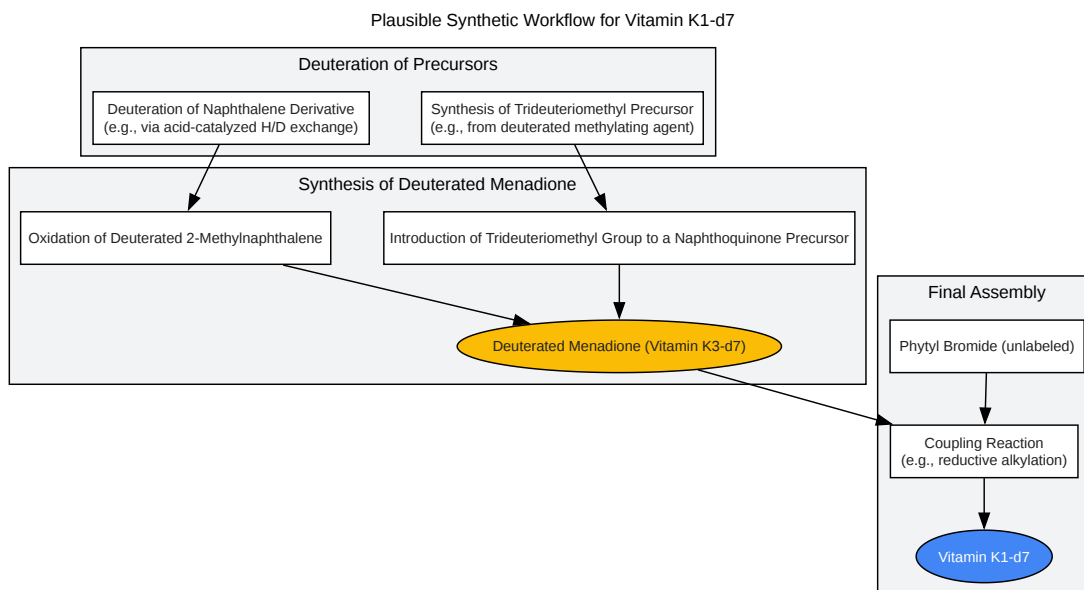 Plausible Synthetic Workflow for Vitamin K1-d7
Deuteration of Precursors
Deuteration of Naphthalene Derivative
(e.g., via acid-catalyzed H/D exchange)
Synthesis of Trideuteriomethyl Precursor
(e.g., from deuterated methylating agent)
Synthesis of Deuterated Menadione
Oxidation of Deuterated 2-Methylnaphthalene
Introduction of Trideuteriomethyl Group to a Naphthoquinone Precursor
Deuterated Menadione (Vitamin K3-d7)
Final Assembly
Phytyl Bromide (unlabeled)
Coupling Reaction
(e.g., reductive alkylation)
Vitamin K1-d7